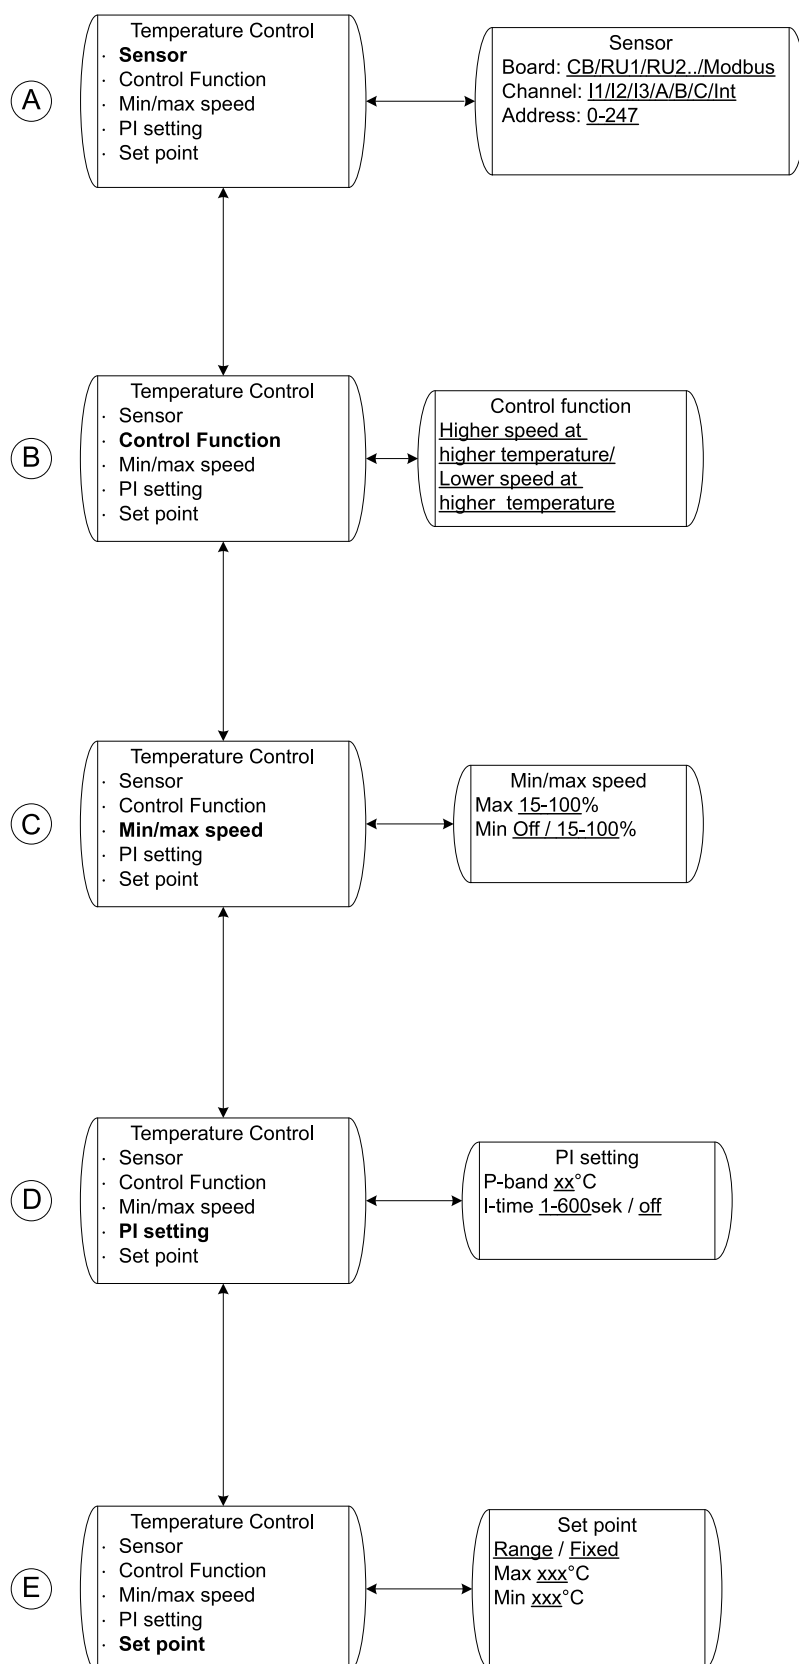 A
Temperature Control
· Sensor
· Control Function
· Min/max speed
· PI setting
· Set point
Sensor
Board: CB/RU1/RU2../Modbus
Channel: I1/I2/I3/A/B/C/Int
Address: 0-247
B
Temperature Control
· Sensor
· Control Function
· Min/max speed
· PI setting
· Set point
Control function
Higher speed at
higher temperature/
Lower speed at
higher temperature
C
Temperature Control
· Sensor
· Control Function
· Min/max speed
· PI setting
· Set point
Min/max speed
Max 15-100%
Min Off / 15-100%
D
Temperature Control
· Sensor
· Control Function
· Min/max speed
· PI setting
· Set point
PI setting
P-band xx°C
I-time 1-600sek / off
E
Temperature Control
· Sensor
· Control Function
· Min/max speed
· PI setting
· Set point
Set point
Range / Fixed
Max xxx°C
Min xxx°C